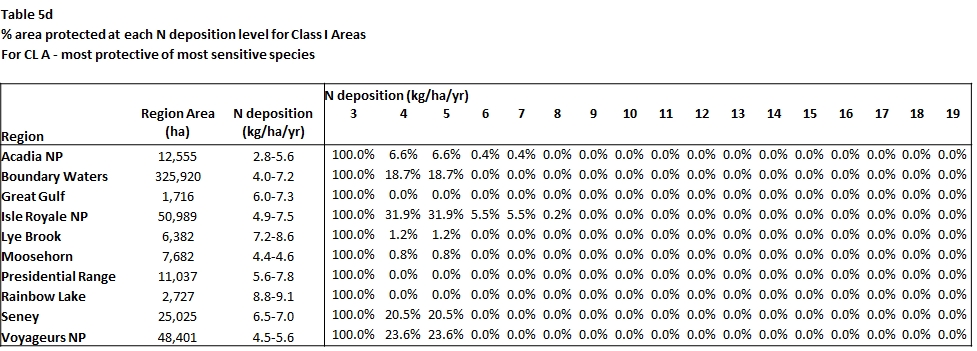 Table 5d
% area protected at each N deposition level for Class I Areas
For CL A - most protective of most sensitive species
N deposition (kg/ha/yr)
Region Region Area (ha) N deposition (kg/ha/yr) 3 4 5 6 7 8 9 10 11 12 13 14 15 16 17 18 19
Acadia NP 12,555 2.8-5.6 100.0% 6.6% 6.6% 0.4% 0.4% 0.0% 0.0% 0.0% 0.0% 0.0% 0.0% 0.0% 0.0% 0.0% 0.0% 0.0% 0.0%
Boundary Waters 325,920 4.0-7.2 100.0% 18.7% 18.7% 0.0% 0.0% 0.0% 0.0% 0.0% 0.0% 0.0% 0.0% 0.0% 0.0% 0.0% 0.0% 0.0% 0.0%
Great Gulf 1,716 6.0-7.3 100.0% 0.0% 0.0% 0.0% 0.0% 0.0% 0.0% 0.0% 0.0% 0.0% 0.0% 0.0% 0.0% 0.0% 0.0% 0.0% 0.0%
Isle Royale NP 50,989 4.9-7.5 100.0% 31.9% 31.9% 5.5% 5.5% 0.2% 0.0% 0.0% 0.0% 0.0% 0.0% 0.0% 0.0% 0.0% 0.0% 0.0% 0.0%
Lye Brook 6,382 7.2-8.6 100.0% 1.2% 1.2% 0.0% 0.0% 0.0% 0.0% 0.0% 0.0% 0.0% 0.0% 0.0% 0.0% 0.0% 0.0% 0.0% 0.0%
Moosehorn 7,682 4.4-4.6 100.0% 0.8% 0.8% 0.0% 0.0% 0.0% 0.0% 0.0% 0.0% 0.0% 0.0% 0.0% 0.0% 0.0% 0.0% 0.0% 0.0%
Presidential Range 11,037 5.6-7.8 100.0% 0.0% 0.0% 0.0% 0.0% 0.0% 0.0% 0.0% 0.0% 0.0% 0.0% 0.0% 0.0% 0.0% 0.0% 0.0% 0.0%
Rainbow Lake 2,727 8.8-9.1 100.0% 0.0% 0.0% 0.0% 0.0% 0.0% 0.0% 0.0% 0.0% 0.0% 0.0% 0.0% 0.0% 0.0% 0.0% 0.0% 0.0%
Seney 25,025 6.5-7.0 100.0% 20.5% 20.5% 0.0% 0.0% 0.0% 0.0% 0.0% 0.0% 0.0% 0.0% 0.0% 0.0% 0.0% 0.0% 0.0% 0.0%
Voyageurs NP 48,401 4.5-5.6 100.0% 23.6% 23.6% 0.0% 0.0% 0.0% 0.0% 0.0% 0.0% 0.0% 0.0% 0.0% 0.0% 0.0% 0.0% 0.0% 0.0%